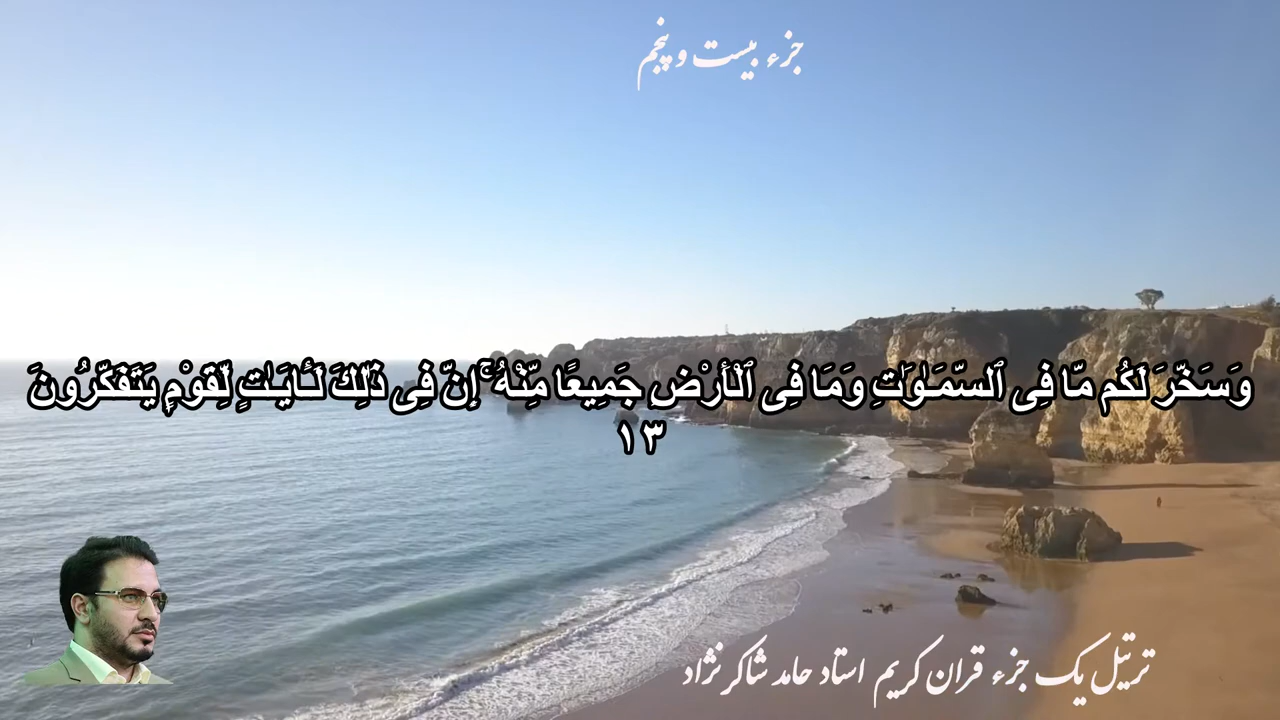 جزء بیست و پنجم
وَسَخَّرَ لَكُم مَّا فِى ٱلسَّمَـٰوَٰتِ وَمَا فِى ٱلْأَرْضِ جَمِيعًا مِّنْهُ ۚ إِنَّ فِى ذَٰلِكَ لَـَٔايَـٰتٍ لِّقَوْمٍ يَتَفَكَّرُونَ
١٣
ترتیل یک جزء قران کریم استاد حامد شاکرنژاد